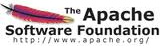 The Apache
Software Foundation
http://www.apache.org/